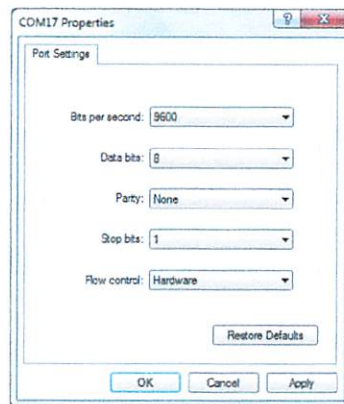 COM17 Properties
Port Settings
Bits per second: 9600
Data bits: 8
Parity: None
Stop bits: 1
Flow control: Hardware
Restore Defaults
OK Cancel Apply